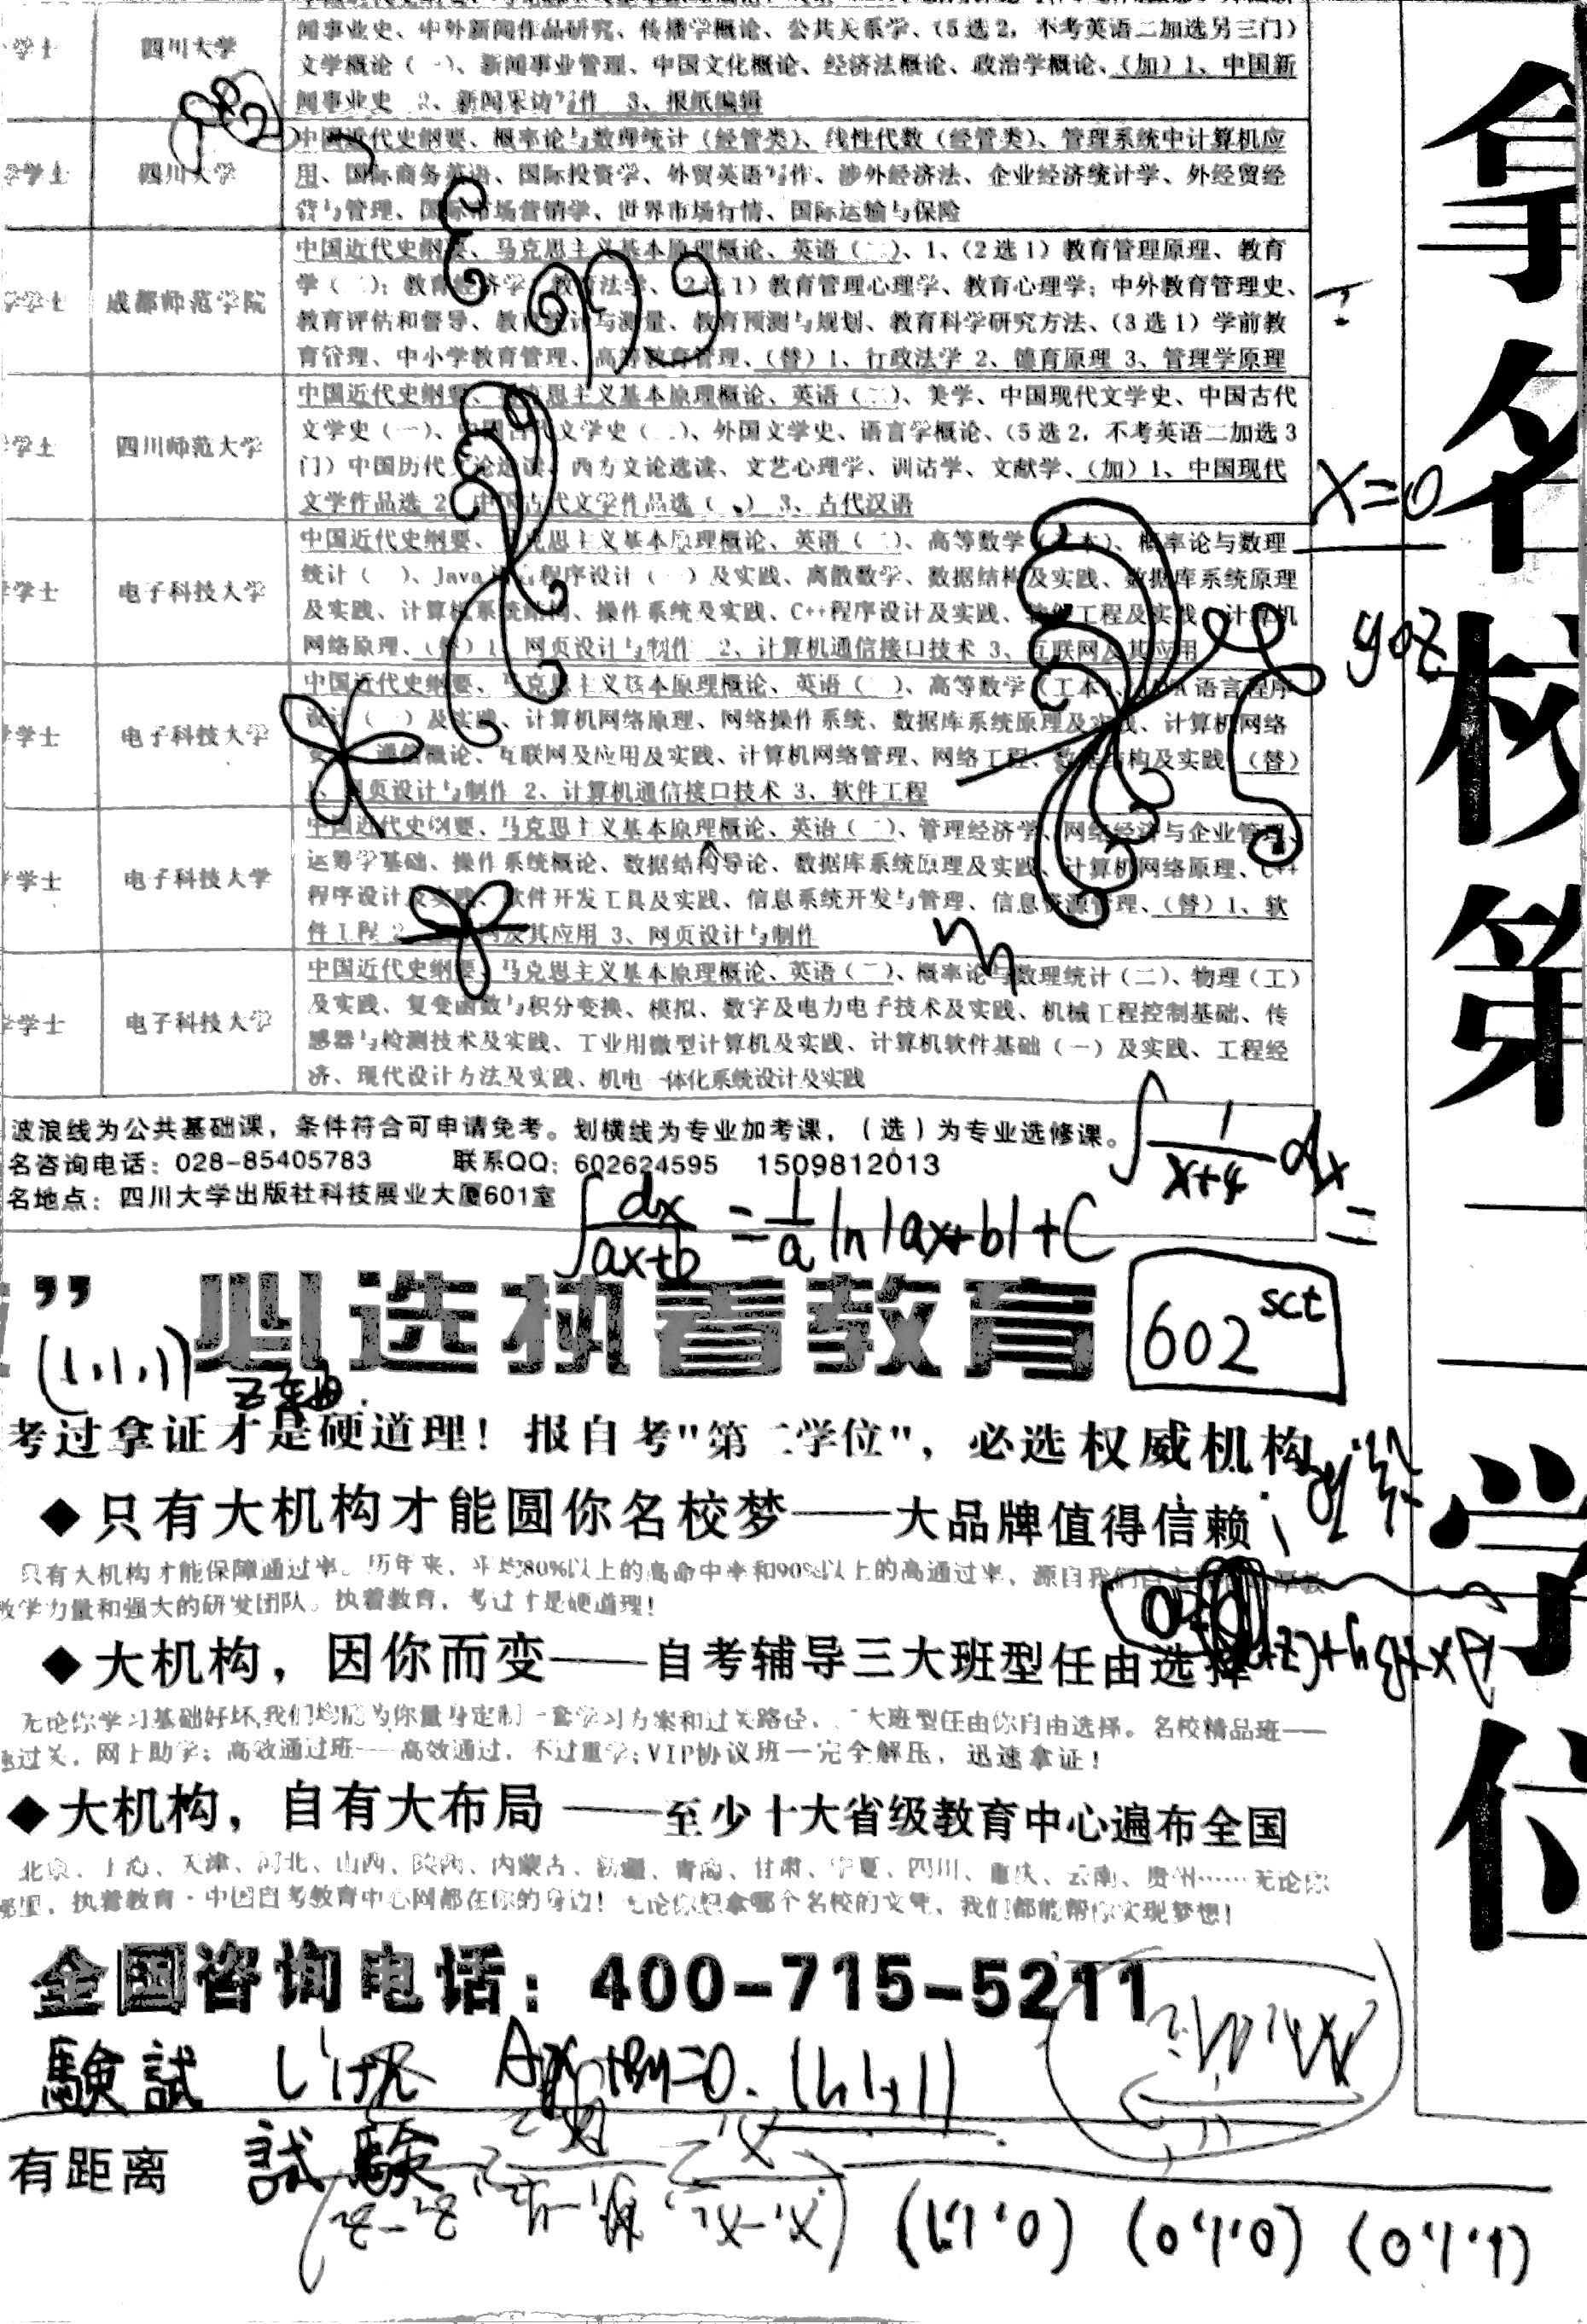 学士 四川大学 闻事业史、中外新闻作品研究、传播学概论、公共关系学、(5选2，不考英语二加选另三门)
文学概论（一）、新闻事业管理、中国文化概论、经济法概论、政治学概论、(加) 1、中国新
闻事业史 2、新闻采访写作 3、报纸编辑
中国近代史纲要、概率论与数理统计（经管类）、线性代数（经管类）、管理系统中计算机应
学士 四川大学 用、国际商务英语、国际投资学、外贸英语写作、涉外经济法、企业经济统计学、外经贸经
营与管理、国际市场营销学、世界市场行情、国际运输与保险
中国近代史纲要、马克思主义基本原理概论、英语（二）、1、(2选1) 教育管理原理、教育
学士 成都师范学院 学（二）；教育经济学、教育法学、(2选1) 教育管理心理学、教育心理学；中外教育管理史、
教育评估和督导、教育统计与测量、教育预测与规划、教育科学研究方法、(3选1) 学前教
育管理、中小学教育管理、高等教育管理、(替) 1、行政法学 2、德育原理 3、管理学原理
中国近代史纲要、马克思主义基本原理概论、英语（二）、美学、中国现代文学史、中国古代
学士 四川师范大学 文学史（一）、中国古代文学史（二）、外国文学史、语言学概论、(5选2，不考英语二加选3
门) 中国历代文论选读、西方文论选读、文艺心理学、训诂学、文献学、(加) 1、中国现代
文学作品选 2、中国古代文学作品选（ ） 3、古代汉语
中国近代史纲要、马克思主义基本原理概论、英语（二）、高等数学（工本）、概率论与数理
学士 电子科技大学 统计（ ）、Java语言程序设计（一）及实践、离散数学、数据结构及实践、数据库系统原理
及实践、计算机系统结构、操作系统及实践、C++程序设计及实践、软件工程及实践、计算机
网络原理、(替) 1、网页设计与制作 2、计算机通信接口技术 3、互联网及其应用
中国近代史纲要、马克思主义基本原理概论、英语（二）、高等数学（工本）、 语言程序
学士 电子科技大学 设计（一）及实践、计算机网络原理、网络操作系统、数据库系统原理及实践、计算机网络
通信概论、互联网及应用及实践、计算机网络管理、网络工程、数据结构及实践、(替)
1、网页设计与制作 2、计算机通信接口技术 3、软件工程
中国近代史纲要、马克思主义基本原理概论、英语（二）、管理经济学、网络经济与企业管理、
学士 电子科技大学 运筹学基础、操作系统概论、数据结构导论、数据库系统原理及实践、计算机网络原理、C++
程序设计及实践、软件开发工具及实践、信息系统开发与管理、信息资源管理、(替) 1、软
件工程 2、互联网及其应用 3、网页设计与制作
中国近代史纲要、马克思主义基本原理概论、英语（二）、概率论与数理统计（二）、物理（工）
学士 电子科技大学 及实践、复变函数与积分变换、模拟、数字及电力电子技术及实践、机械工程控制基础、传
感器与检测技术及实践、工业用微型计算机及实践、计算机软件基础（一）及实践、工程经
济、现代设计方法及实践、机电一体化系统设计及实践
x=0
yoz
波浪线为公共基础课，条件符合可申请免考。划横线为专业加考课，（选）为专业选修课。
名咨询电话：028-85405783 联系QQ：602624595 1509812013
名地点：四川大学出版社科技展业大厦601室
∫ 1/(x+4) dx =
∫ dx/(ax+b) = 1/a ln|ax+b|+C
602 sct
” 必选执着教育
(1,1,1) z轴
考过拿证才是硬道理！报自考"第二学位"，必选权威机构
◆只有大机构才能圆你名校梦——大品牌值得信赖
只有大机构才能保障通过率。历年来，平均80%以上的高命中率和90%以上的高通过率，源自我们
教学力量和强大的研发团队。执着教育，考过才是硬道理！
◆大机构，因你而变——自考辅导三大班型任由选择
无论你学习基础好坏,我们均能为你量身定制一套学习方案和过关路径，三大班型任由你自由选择。名校精品班——
过关，网上助学；高效通过班——高效通过，不过重学；VIP协议班—完全解压，迅速拿证！
◆大机构，自有大布局——至少十大省级教育中心遍布全国
北京、上海、天津、河北、山西、陕西、内蒙古、新疆、青海、甘肃、宁夏、四川、重庆、云南、贵州……无论你
哪里，执着教育·中国自考教育中心网都在你的身边！无论你想拿哪个名校的文凭，我们都能帮你实现梦想！
全国咨询电话：400-715-5211
験試 しけん
有距离 試験
(1,1,0) (0,1,0) (0,1,1)
拿名校第二学位